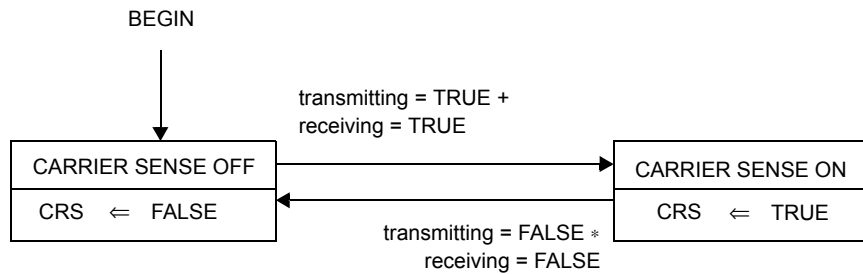 BEGIN
transmitting = TRUE +
receiving = TRUE
CARRIER SENSE OFF
CRS ⇐ FALSE
CARRIER SENSE ON
CRS ⇐ TRUE
transmitting = FALSE *
receiving = FALSE